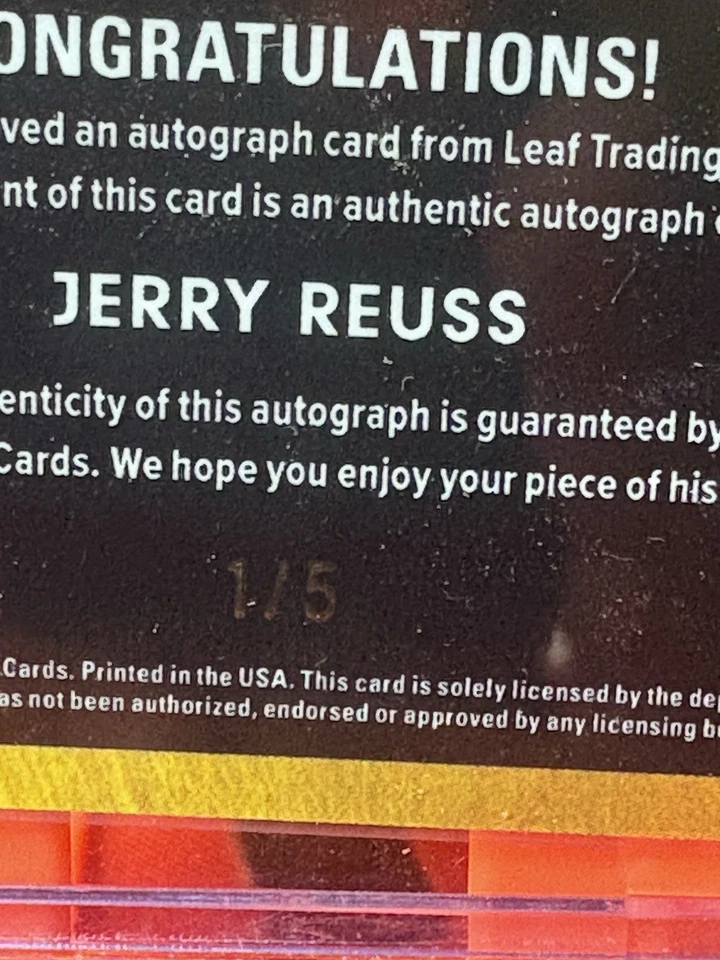 ONGRATULATIONS!
ved an autograph card from Leaf Trading
nt of this card is an authentic autograph
JERRY REUSS
enticity of this autograph is guaranteed by
Cards. We hope you enjoy your piece of his
1/5
Cards. Printed in the USA. This card is solely licensed by the de
as not been authorized, endorsed or approved by any licensing b